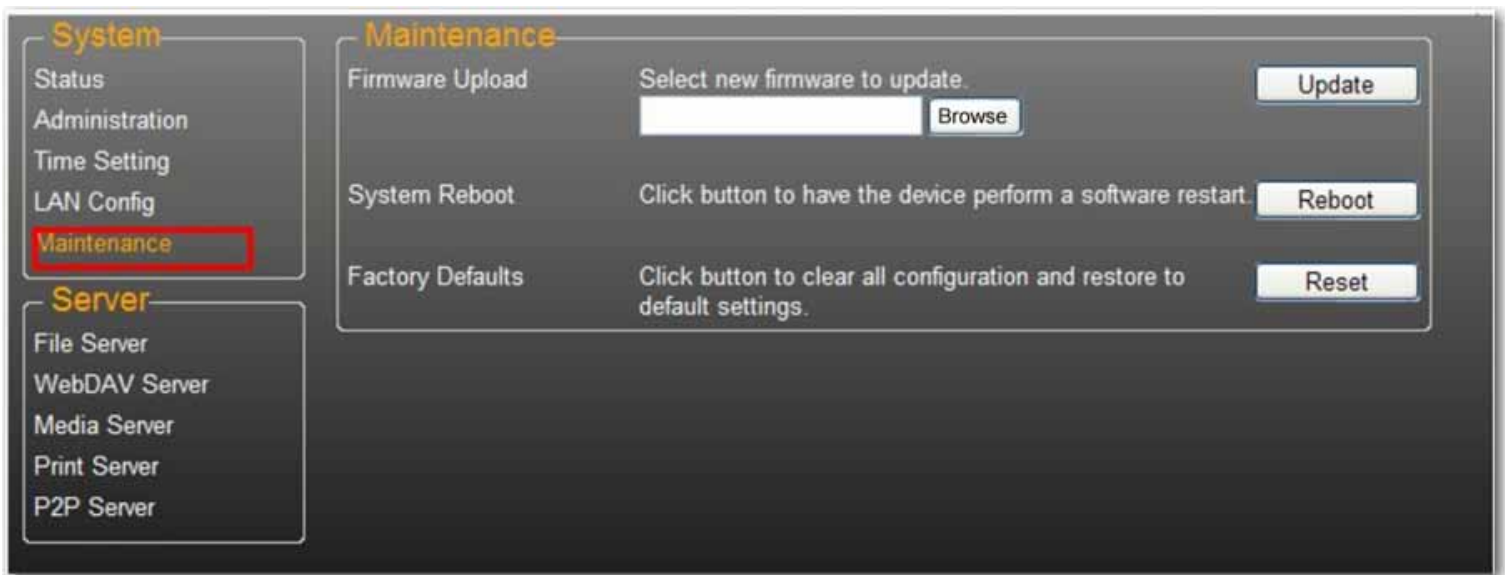 System
Status
Administration
Time Setting
LAN Config
Maintenance
Server
File Server
WebDAV Server
Media Server
Print Server
P2P Server
Maintenance
Firmware Upload
Select new firmware to update.
Browse
Update
System Reboot
Click button to have the device perform a software restart.
Reboot
Factory Defaults
Click button to clear all configuration and restore to
default settings.
Reset